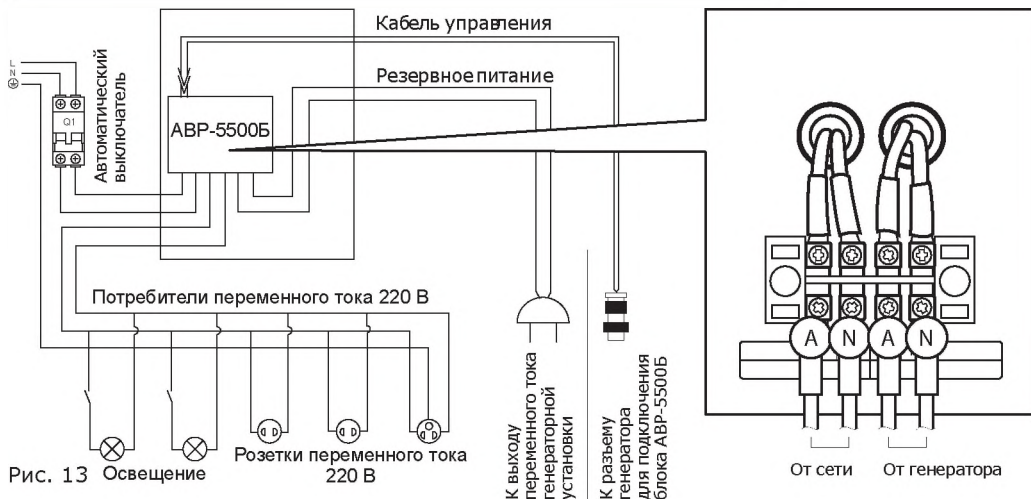 Кабель управления
Резервное питание
L
N
Q1
Автоматический
выключатель
АВР-5500Б
Потребители переменного тока 220 В
A
N
A
N
Рис. 13
Освещение
Розетки переменного тока
220 В
К выходу
переменного тока
генераторной
установки
К разъему
генератора
для подключения
блока АВР-5500Б
От сети
От генератора